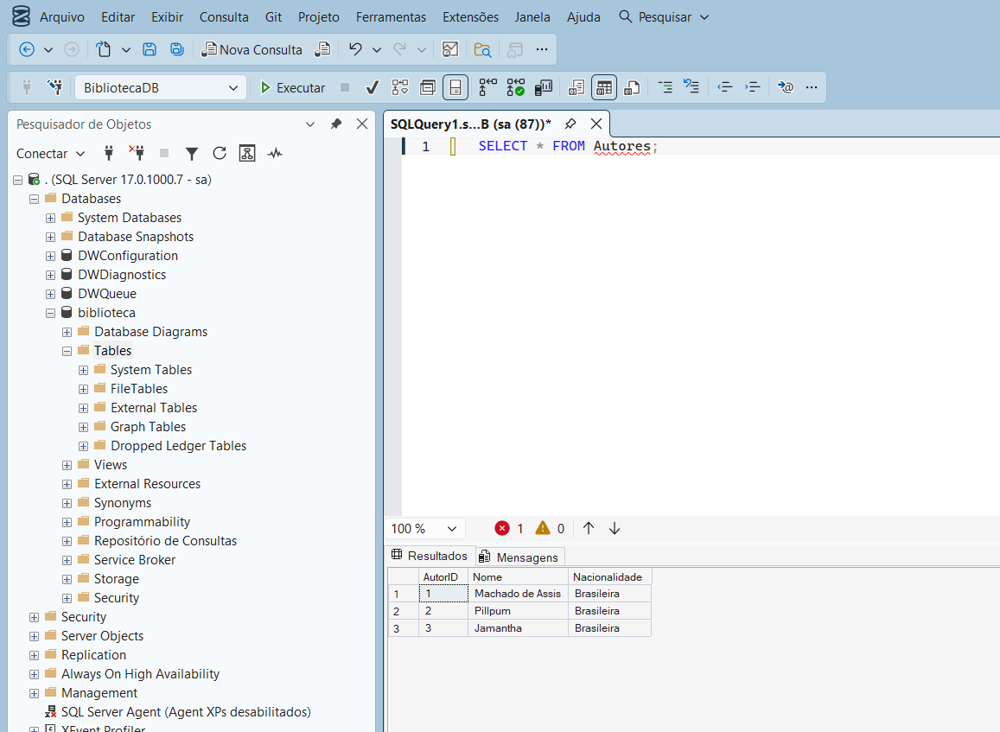 Arquivo Editar Exibir Consulta Git Projeto Ferramentas Extensões Janela Ajuda Pesquisar
Nova Consulta
BibliotecaDB Executar
Pesquisador de Objetos
Conectar
. (SQL Server 17.0.1000.7 - sa)
Databases
System Databases
Database Snapshots
DWConfiguration
DWDiagnostics
DWQueue
biblioteca
Database Diagrams
Tables
System Tables
FileTables
External Tables
Graph Tables
Dropped Ledger Tables
Views
External Resources
Synonyms
Programmability
Repositório de Consultas
Service Broker
Storage
Security
Security
Server Objects
Replication
Always On High Availability
Management
SQL Server Agent (Agent XPs desabilitados)
XEvent Profiler
SQLQuery1.s...B (sa (87))*
1 SELECT * FROM Autores;
100 % 1 0
Resultados Mensagens
AutorID Nome Nacionalidade
1 1 Machado de Assis Brasileira
2 2 Pillpum Brasileira
3 3 Jamantha Brasileira